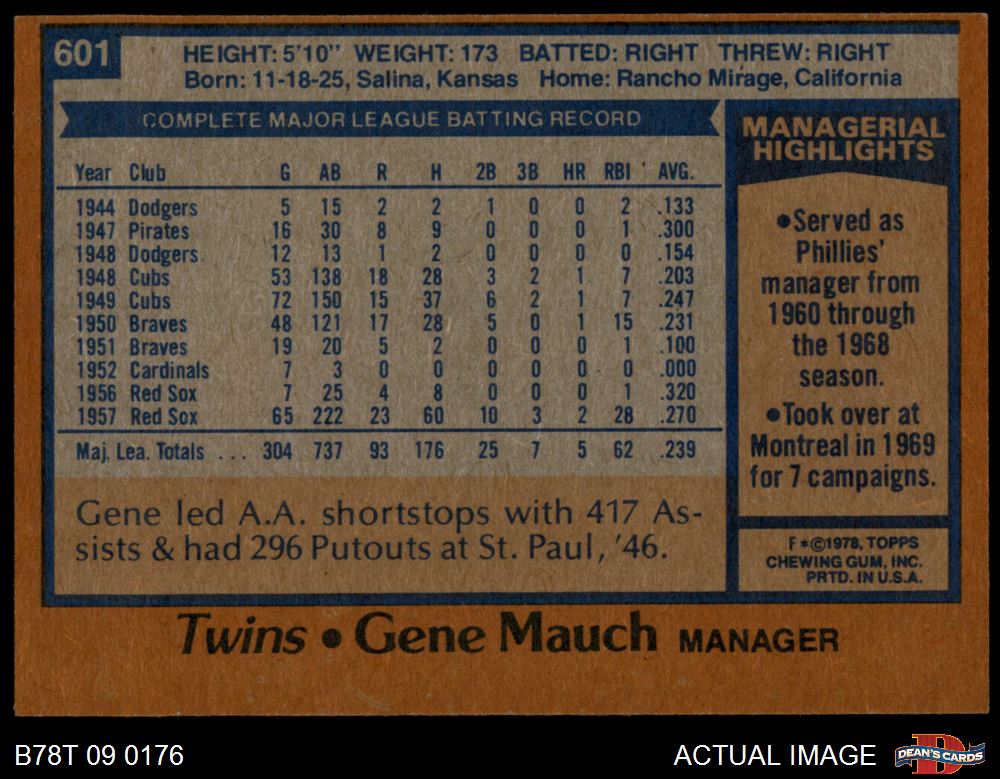 601
HEIGHT: 5'10" WEIGHT: 173 BATTED: RIGHT THREW: RIGHT
Born: 11-18-25, Salina, Kansas Home: Rancho Mirage, California
COMPLETE MAJOR LEAGUE BATTING RECORD
Year Club G AB R H 2B 3B HR RBI AVG.
1944 Dodgers 5 15 2 2 1 0 0 2 .133
1947 Pirates 16 30 8 9 0 0 0 1 .300
1948 Dodgers 12 13 1 2 0 0 0 0 .154
1948 Cubs 53 138 18 28 3 2 1 7 .203
1949 Cubs 72 150 15 37 6 2 1 7 .247
1950 Braves 48 121 17 28 5 0 1 15 .231
1951 Braves 19 20 5 2 0 0 0 1 .100
1952 Cardinals 7 3 0 0 0 0 0 0 .000
1956 Red Sox 7 25 4 8 0 0 0 1 .320
1957 Red Sox 65 222 23 60 10 3 2 28 .270
Maj. Lea. Totals ... 304 737 93 176 25 7 5 62 .239
Gene led A.A. shortstops with 417 As-
sists & had 296 Putouts at St. Paul, '46.
MANAGERIAL
HIGHLIGHTS
●Served as
Phillies'
manager from
1960 through
the 1968
season.
●Took over at
Montreal in 1969
for 7 campaigns.
F*©1978, TOPPS
CHEWING GUM, INC.
PRTD. IN U.S.A.
Twins ● Gene Mauch MANAGER
B78T 09 0176
ACTUAL IMAGE
DEAN'S CARDS